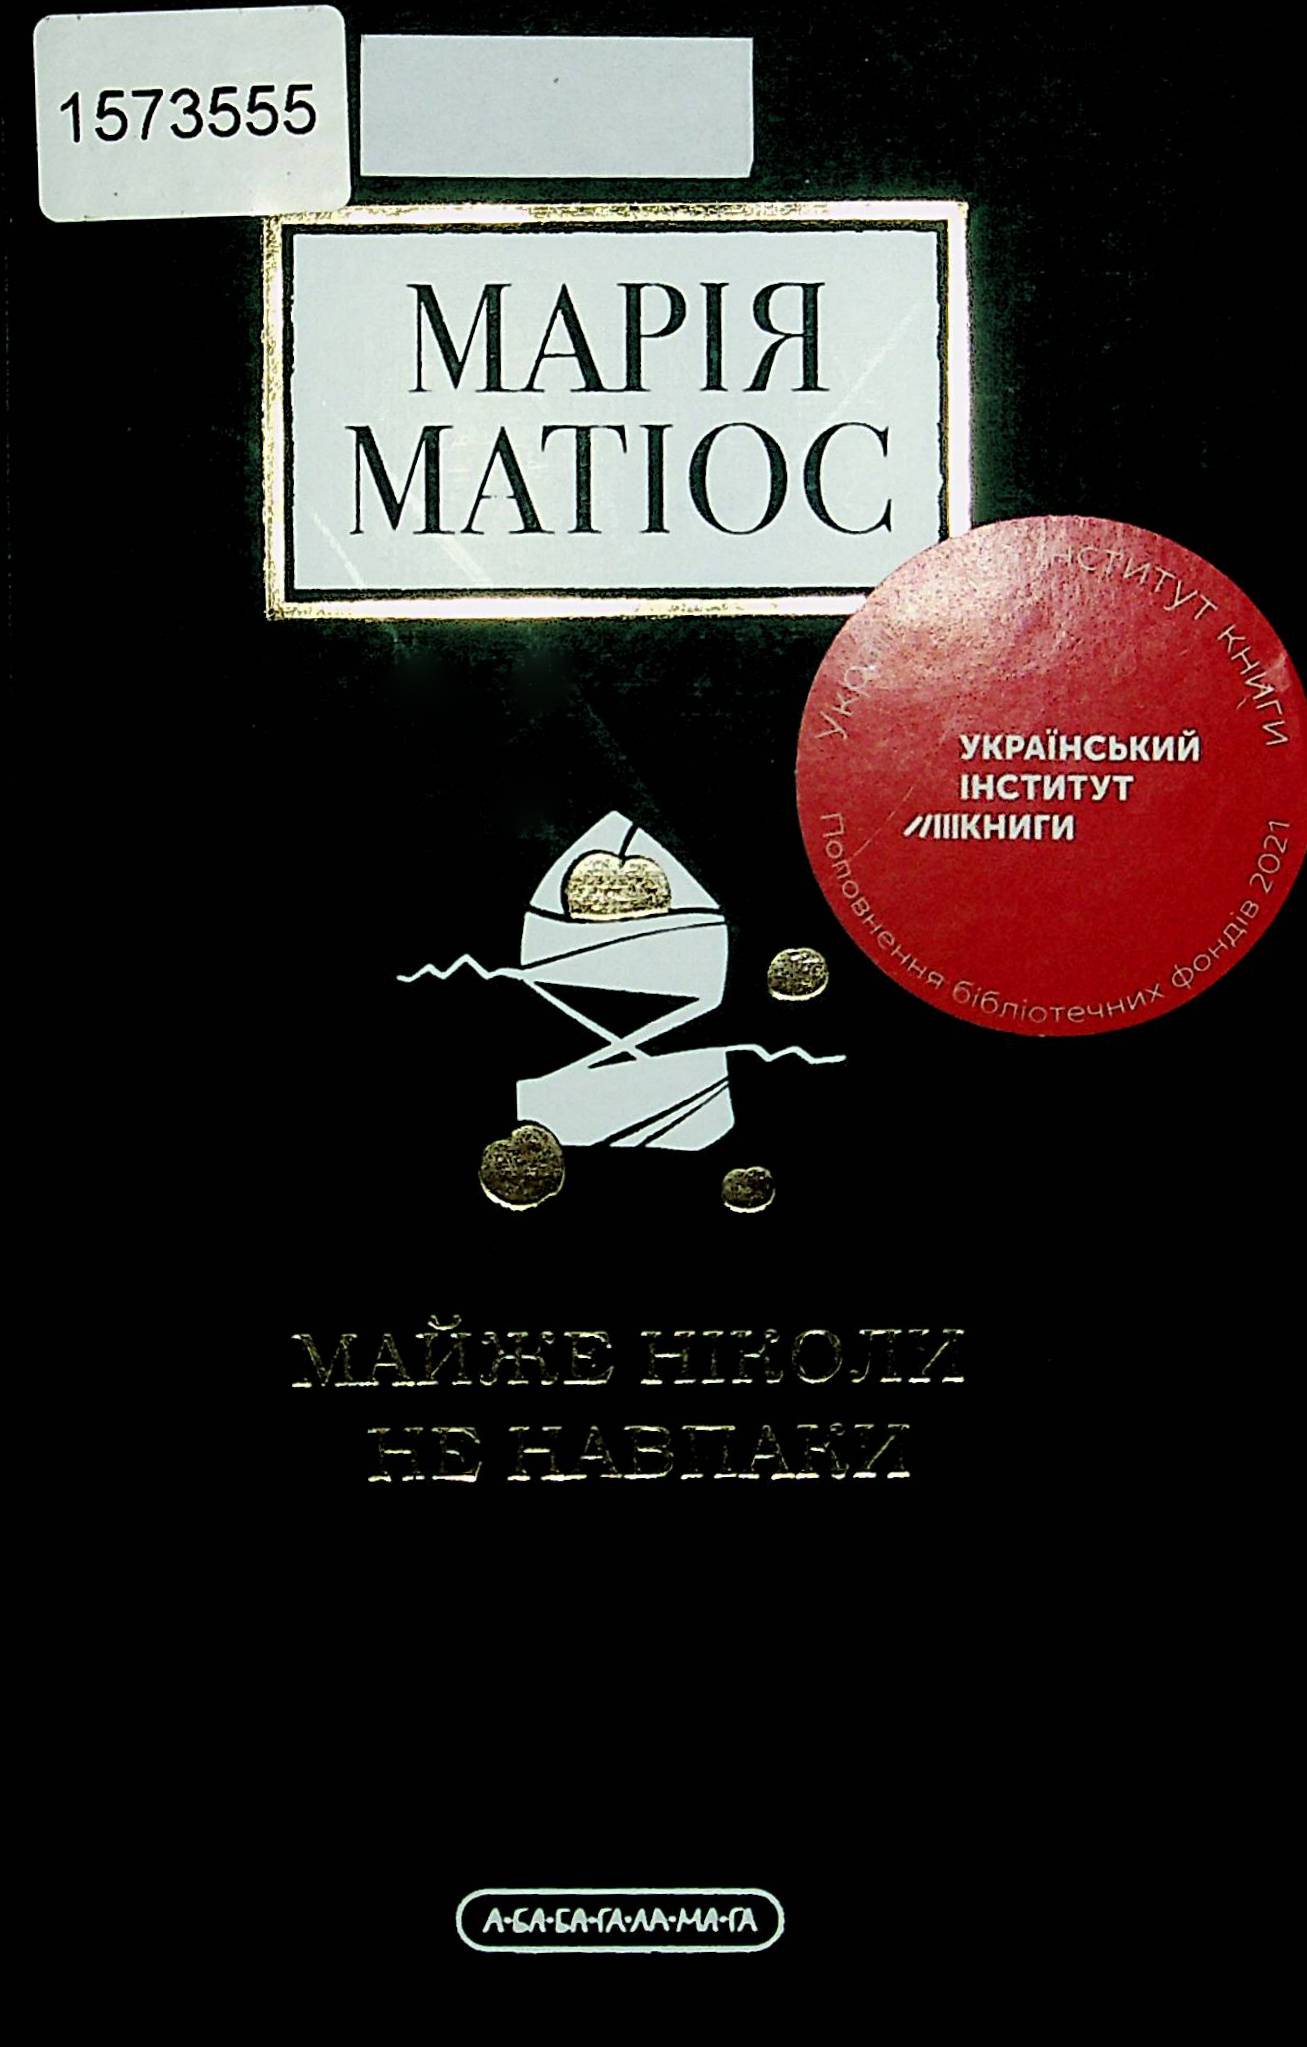 1573555
МАРІЯ
МАТІОС
Український інститут книги
УКРАЇНСЬКИЙ
ІНСТИТУТ
КНИГИ
Поповнення бібліотечних фондів 2021
МАЙЖЕ НІКОЛИ
НЕ НАВПАКИ
А·БА·БА·ГА·ЛА·МА·ГА